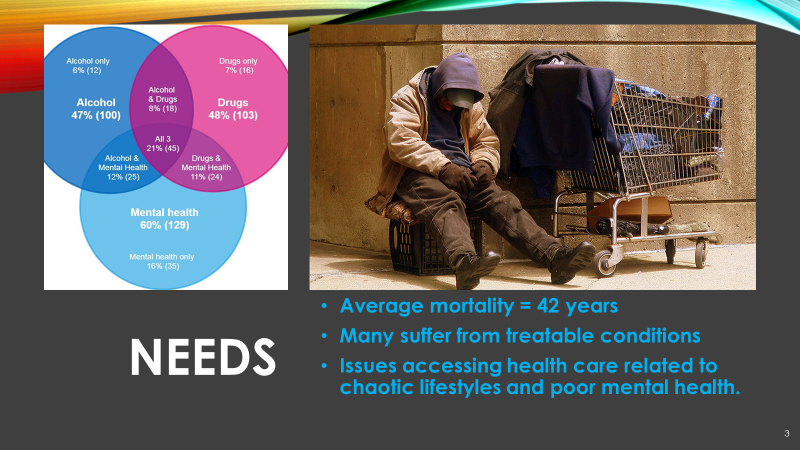 Alcohol only
6% (12)
Drugs only
7% (16)
Alcohol
& Drugs
8% (18)
Alcohol
47% (100)
Drugs
48% (103)
All 3
21% (45)
Alcohol &
Mental Health
12% (25)
Drugs &
Mental Health
11% (24)
Mental health
60% (129)
Mental health only
16% (35)
NEEDS
• Average mortality = 42 years
• Many suffer from treatable conditions
• Issues accessing health care related to
chaotic lifestyles and poor mental health.
3